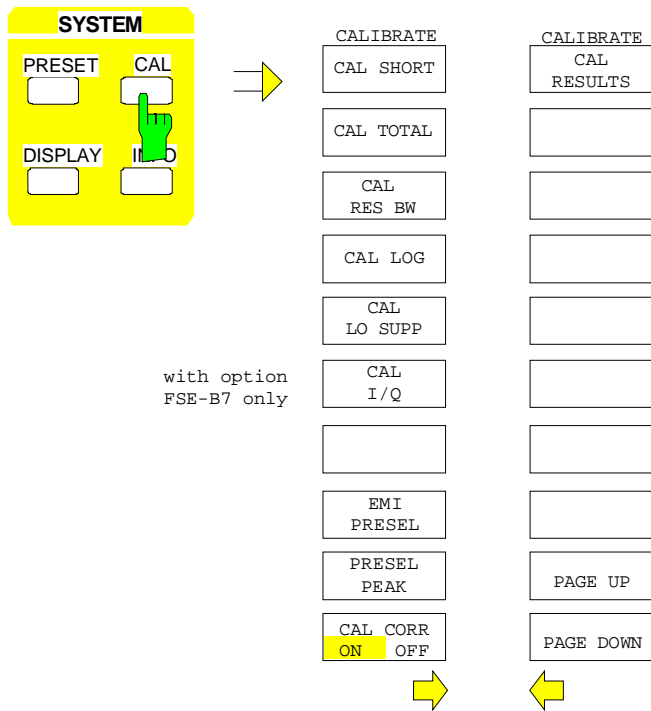 SYSTEM
PRESET CAL
DISPLAY
CALIBRATE
CAL SHORT
CAL TOTAL
CAL
RES BW
CAL LOG
CAL
LO SUPP
with option
FSE-B7 only
CAL
I/Q
EMI
PRESEL
PRESEL
PEAK
CAL CORR
ON OFF
CALIBRATE
CAL
RESULTS
PAGE UP
PAGE DOWN